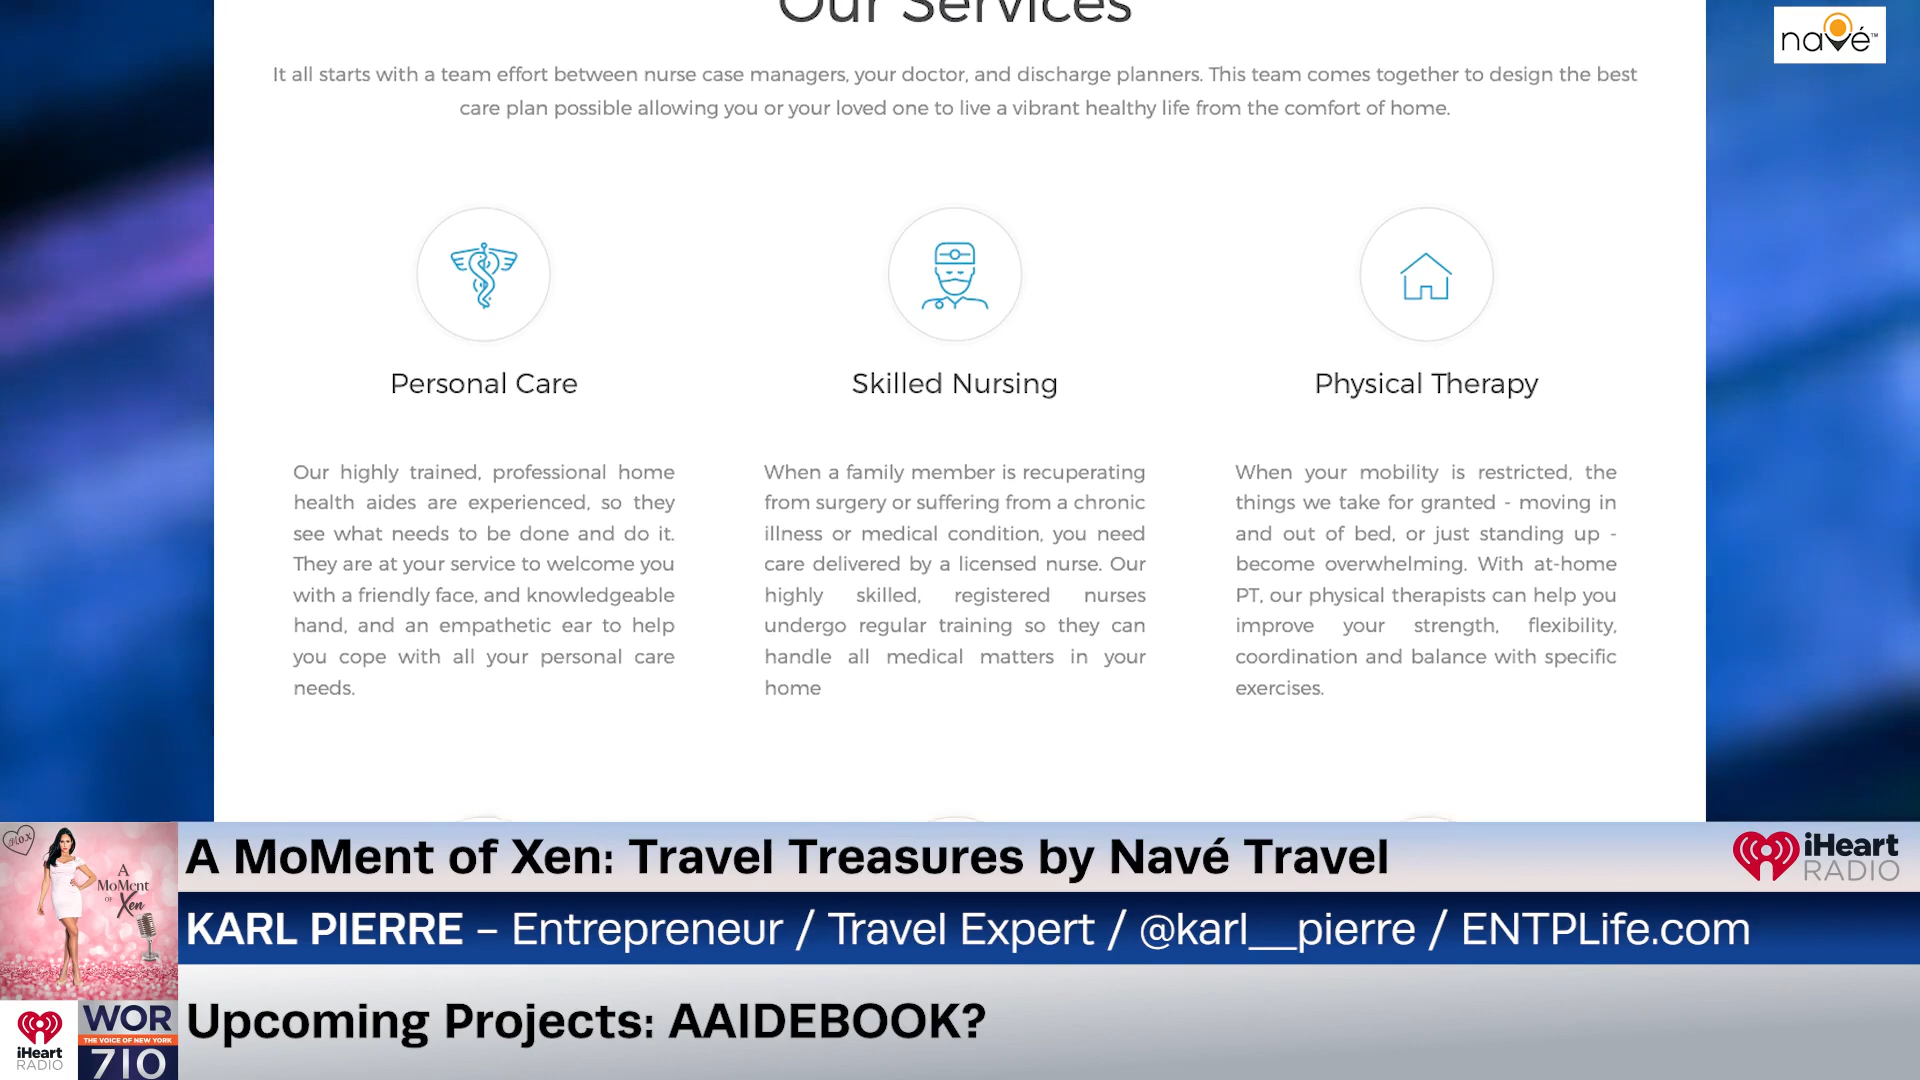 Our Services
navé™
It all starts with a team effort between nurse case managers, your doctor, and discharge planners. This team comes together to design the best
care plan possible allowing you or your loved one to live a vibrant healthy life from the comfort of home.
Personal Care
Our highly trained, professional home
health aides are experienced, so they
see what needs to be done and do it.
They are at your service to welcome you
with a friendly face, and knowledgeable
hand, and an empathetic ear to help
you cope with all your personal care
needs.
Skilled Nursing
When a family member is recuperating
from surgery or suffering from a chronic
illness or medical condition, you need
care delivered by a licensed nurse. Our
highly skilled, registered nurses
undergo regular training so they can
handle all medical matters in your
home
Physical Therapy
When your mobility is restricted, the
things we take for granted - moving in
and out of bed, or just standing up -
become overwhelming. With at-home
PT, our physical therapists can help you
improve your strength, flexibility,
coordination and balance with specific
exercises.
A
MoMent
OF
Xen
A MoMent of Xen: Travel Treasures by Navé Travel
iHeart
RADIO
KARL PIERRE – Entrepreneur / Travel Expert / @karl__pierre / ENTPLife.com
iHeart
RADIO
WOR
THE VOICE OF NEW YORK
710
Upcoming Projects: AAIDEBOOK?